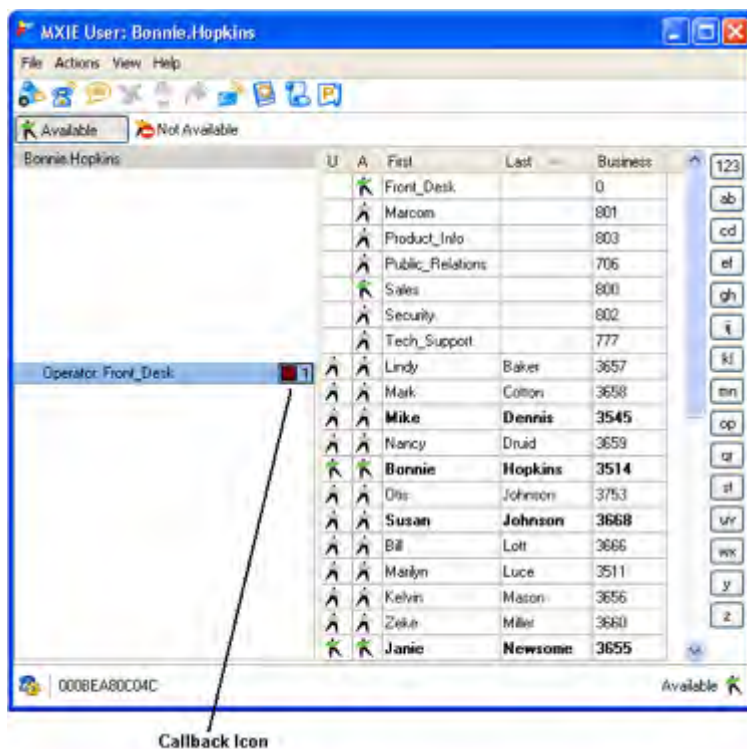 MXIE User: Bonnie.Hopkins
File Actions View Help
Available Not Available
Bonnie.Hopkins
Operator: Front_Desk 1
U A First Last Business
Front_Desk 0
Marcom 801
Product_Info 803
Public_Relations 706
Sales 800
Security 802
Tech_Support 777
Lindy Baker 3657
Mark Cotton 3658
Mike Dennis 3545
Nancy Druid 3659
Bonnie Hopkins 3514
Otis Johnson 3753
Susan Johnson 3668
Bill Lott 3666
Marilyn Luce 3511
Kelvin Mason 3656
Zeke Miller 3660
Janie Newsome 3655
123
ab
cd
ef
gh
ij
kl
mn
op
qr
st
uv
wx
y
z
000BEA80C04C Available
Callback Icon